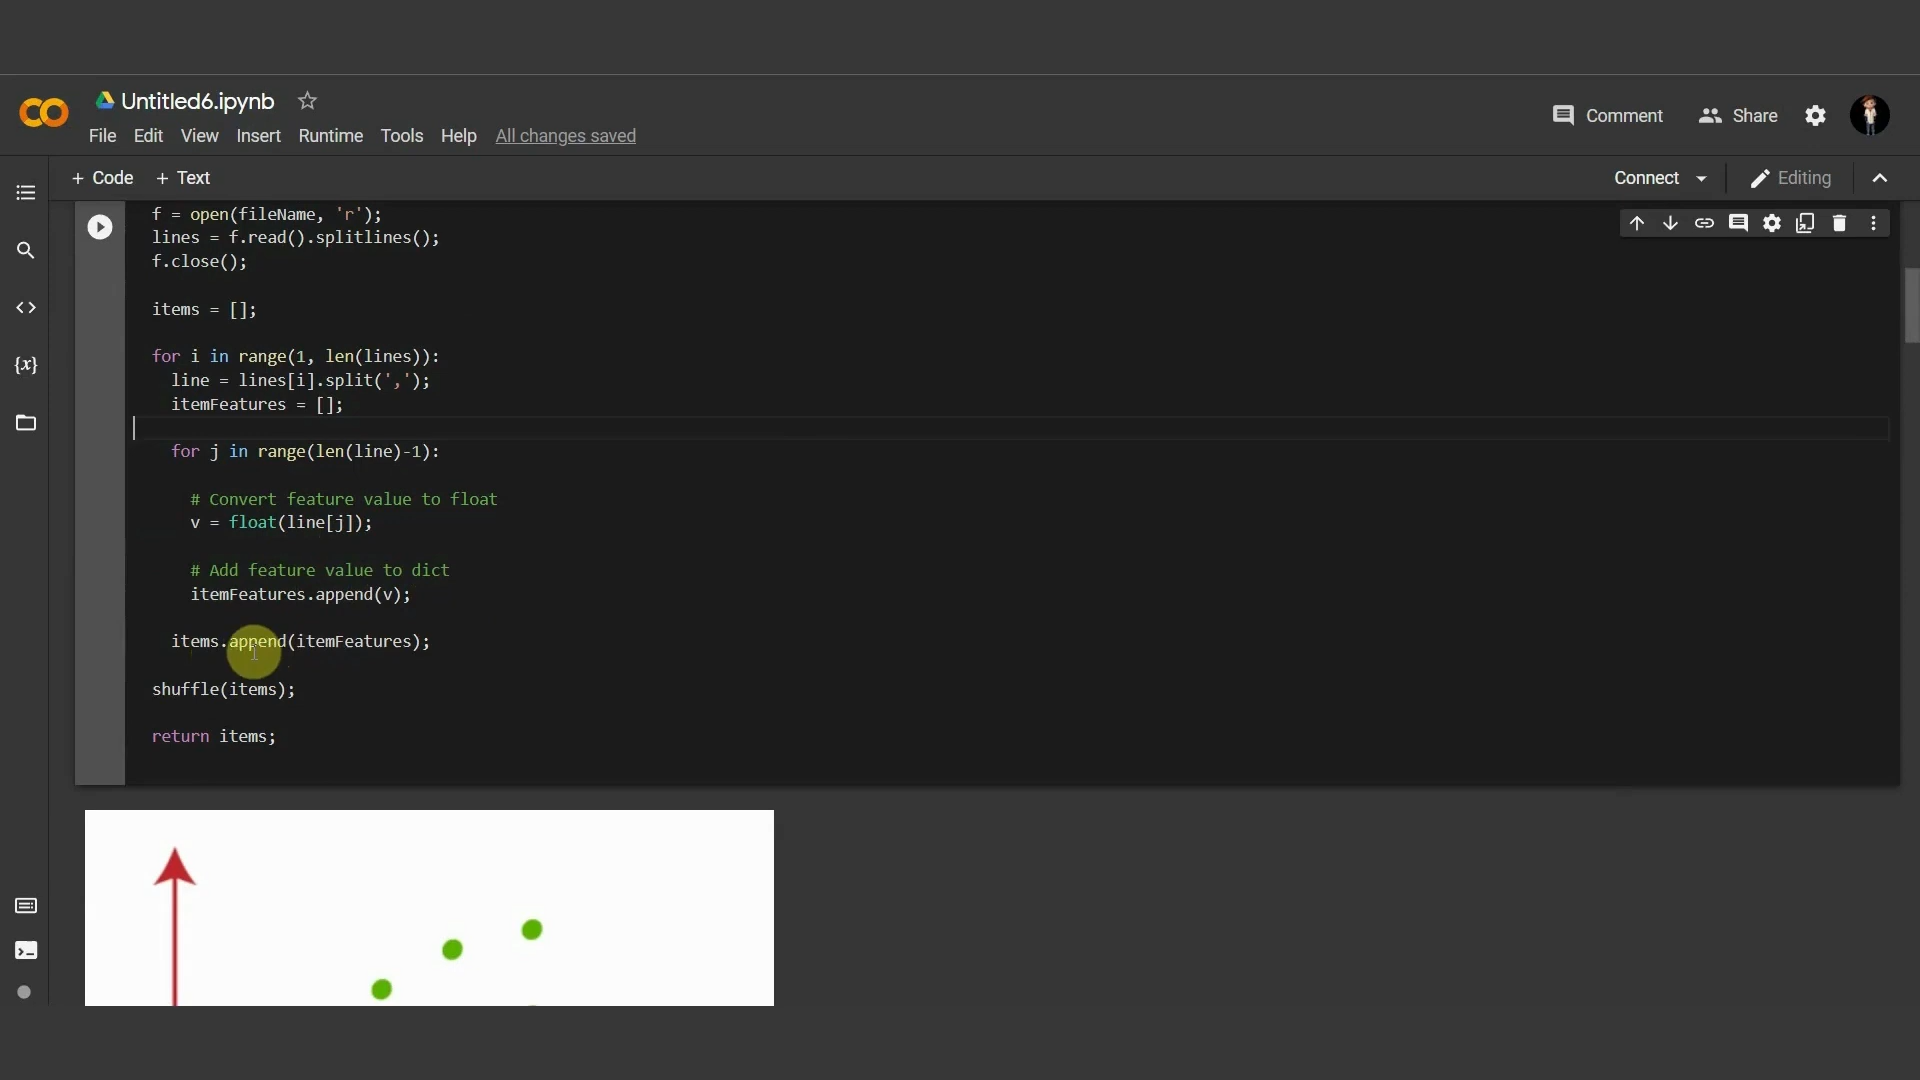 Untitled6.ipynb
File Edit View Insert Runtime Tools Help All changes saved
Comment Share
+ Code + Text
Connect Editing
f = open(fileName, 'r');
lines = f.read().splitlines();
f.close();
items = [];
for i in range(1, len(lines)):
line = lines[i].split(',');
itemFeatures = [];
for j in range(len(line)-1):
# Convert feature value to float
v = float(line[j]);
# Add feature value to dict
itemFeatures.append(v);
items.append(itemFeatures);
shuffle(items);
return items;
{x}